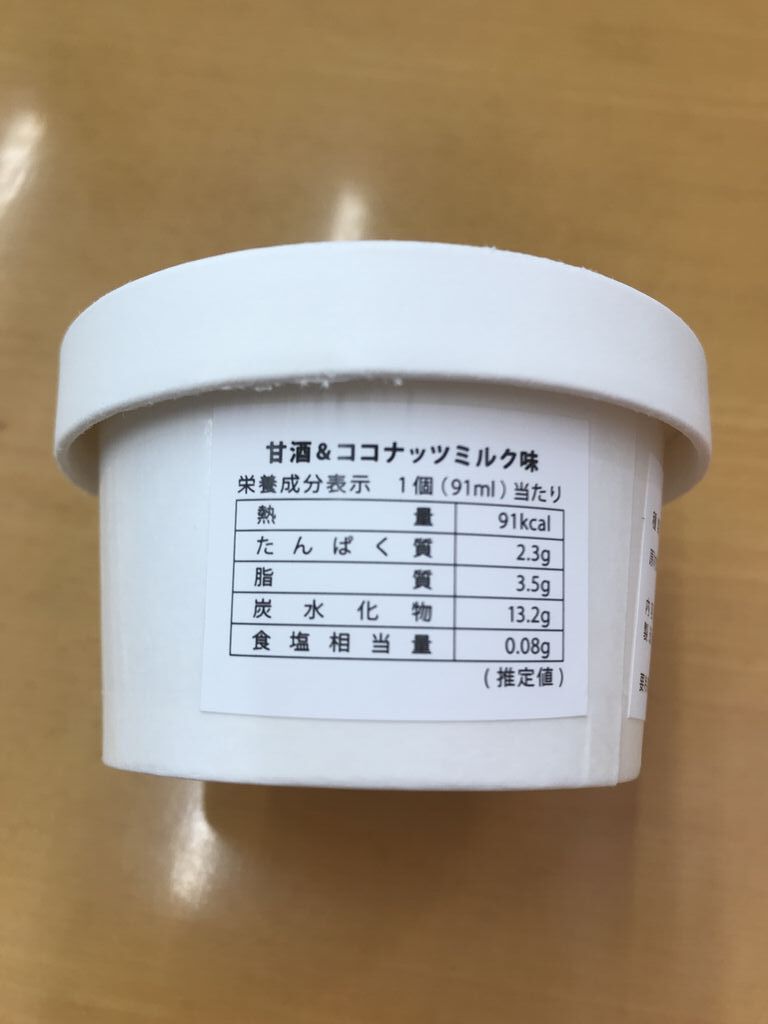 甘酒&ココナッツミルク味
栄養成分表示 1個(91ml)当たり
熱量 91kcal
たんぱく質 2.3g
脂質 3.5g
炭水化物 13.2g
食塩相当量 0.08g
(推定値)